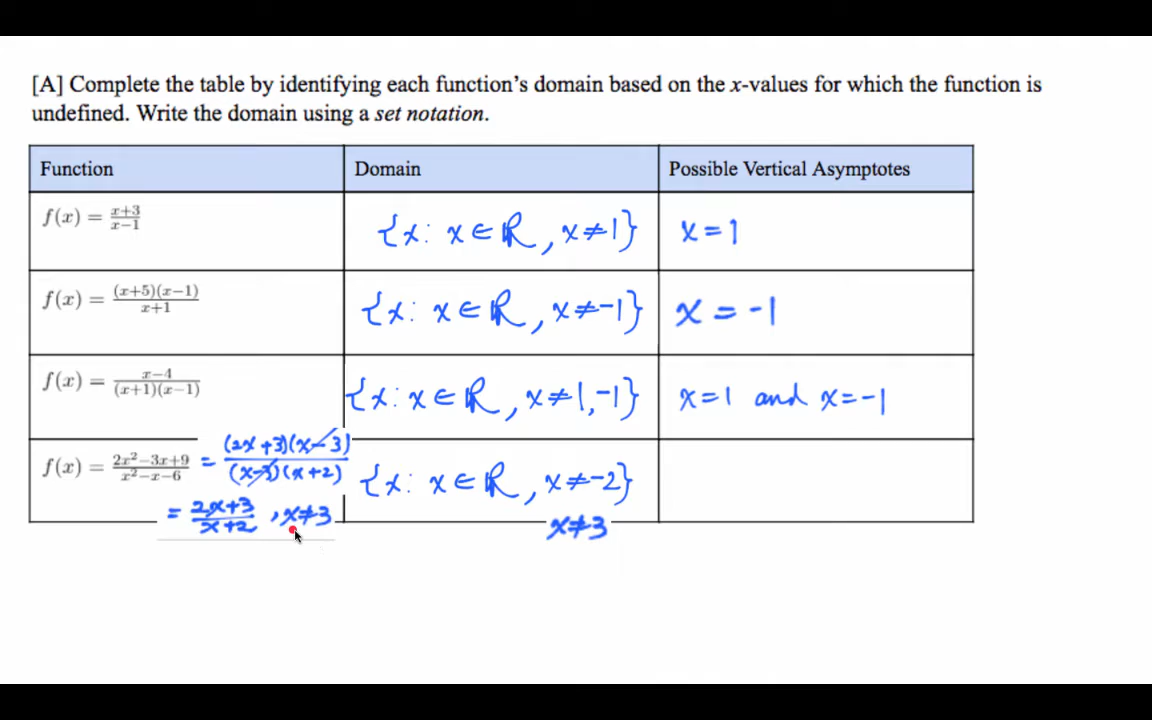 [A] Complete the table by identifying each function's domain based on the x-values for which the function is
undefined. Write the domain using a set notation.
Function Domain Possible Vertical Asymptotes
f(x) = (x+3)/(x−1) {x: x ∈ ℝ, x≠1} x = 1
f(x) = ((x+5)(x−1))/(x+1) {x: x ∈ ℝ, x≠-1} x = -1
f(x) = (x−4)/((x+1)(x−1)) {x: x ∈ ℝ, x≠1,-1} x=1 and x=-1
f(x) = (2x²−3x+9)/(x²−x−6) = ((2x+3)(x-3))/((x-3)(x+2)) {x: x ∈ ℝ, x≠-2}
= (2x+3)/(x+2), x≠3 x≠3